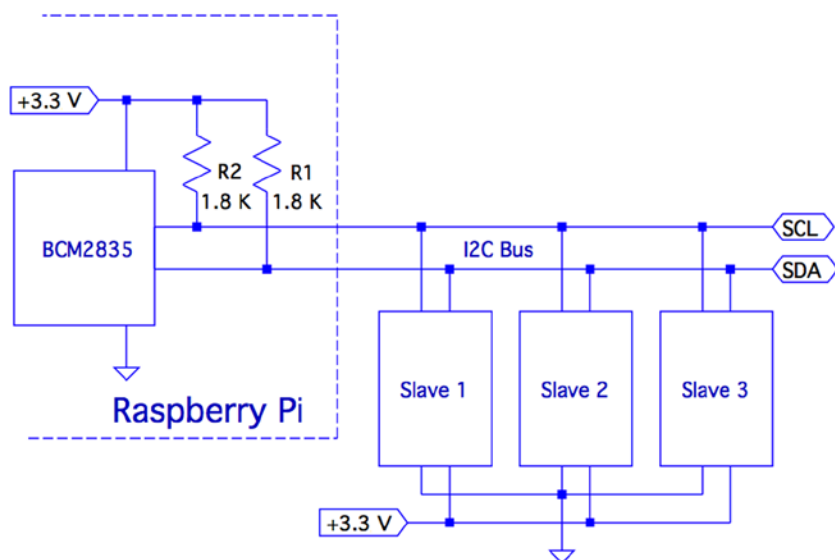 +3.3 V
R2
R1
1.8 K
1.8 K
BCM2835
SCL
I2C Bus
SDA
Slave 1
Slave 2
Slave 3
Raspberry Pi
+3.3 V